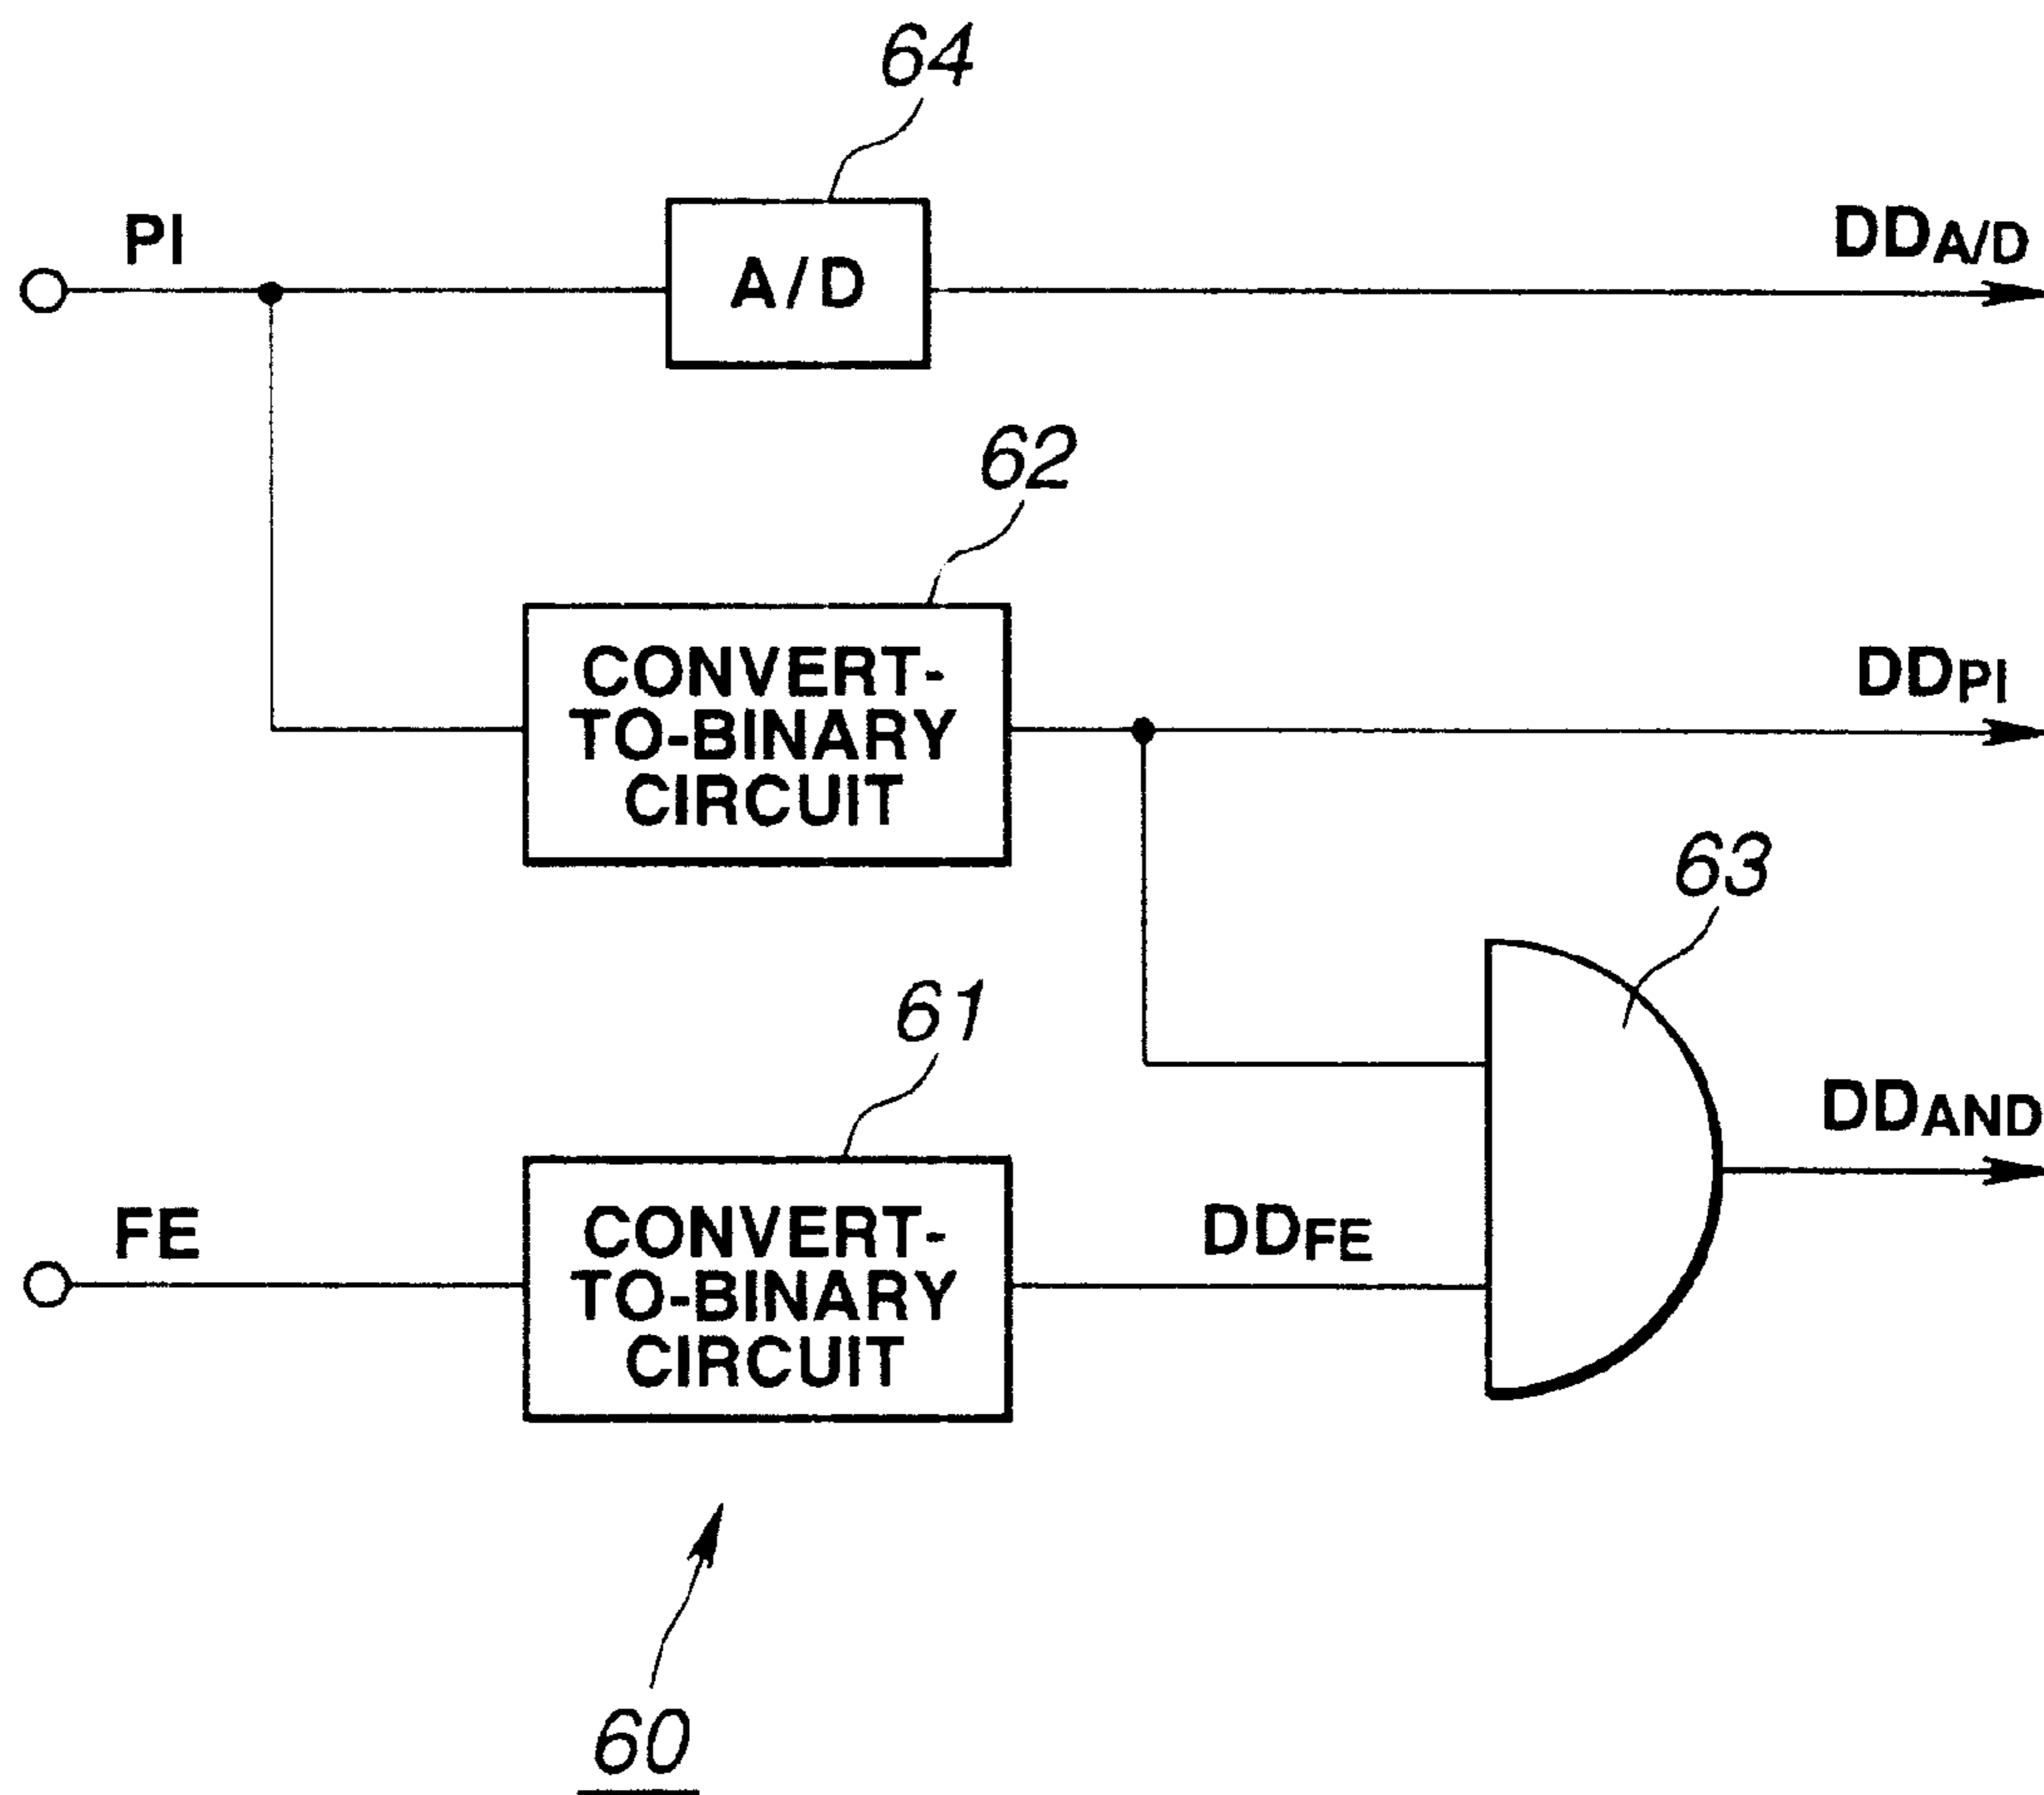 64
PI
A/D
DDA/D
62
CONVERT-
TO-BINARY
CIRCUIT
DDPI
63
61
CONVERT-
TO-BINARY
CIRCUIT
FE
DDFE
DDAND
60